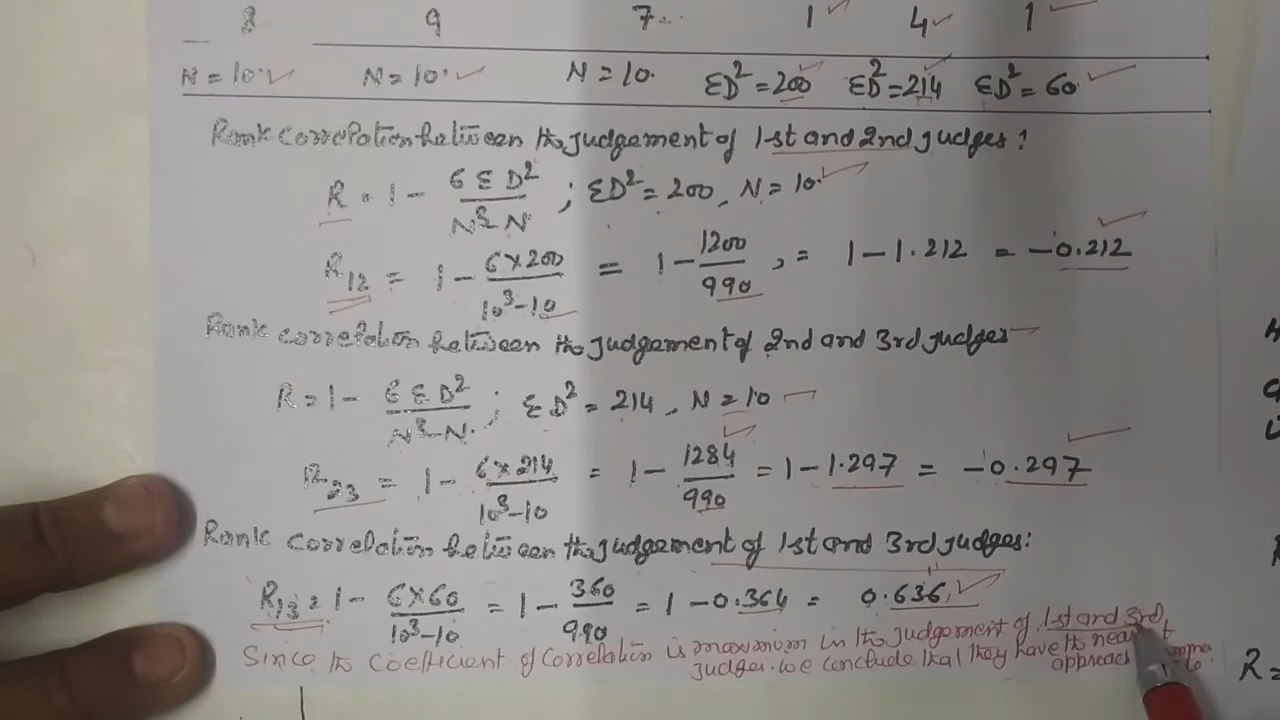 8 9 7 1 4 1
N=10 N=10 N=10. ΣD²=200 ΣD²=214 ΣD²=60
Rank correlation between the judgement of 1st and 2nd judges:
R = 1 - 6ΣD²/N³-N ; ΣD²=200, N=10.
R12 = 1 - 6×200/10³-10 = 1 - 1200/990, = 1-1.212 = -0.212
Rank correlation between the judgement of 2nd and 3rd judges
R=1- 6ΣD²/N³-N. ; ΣD²=214, N=10
R23 = 1- 6×214/10³-10 = 1- 1284/990 = 1-1.297 = -0.297
Rank correlation between the judgement of 1st and 3rd judges:
R13 = 1- 6×60/10³-10 = 1- 360/990 = 1-0.364 = 0.636
Since the coefficient of correlation is maximum in the judgement of 1st and 3rd
judges. we conclude that they have the nearest
approach
R=